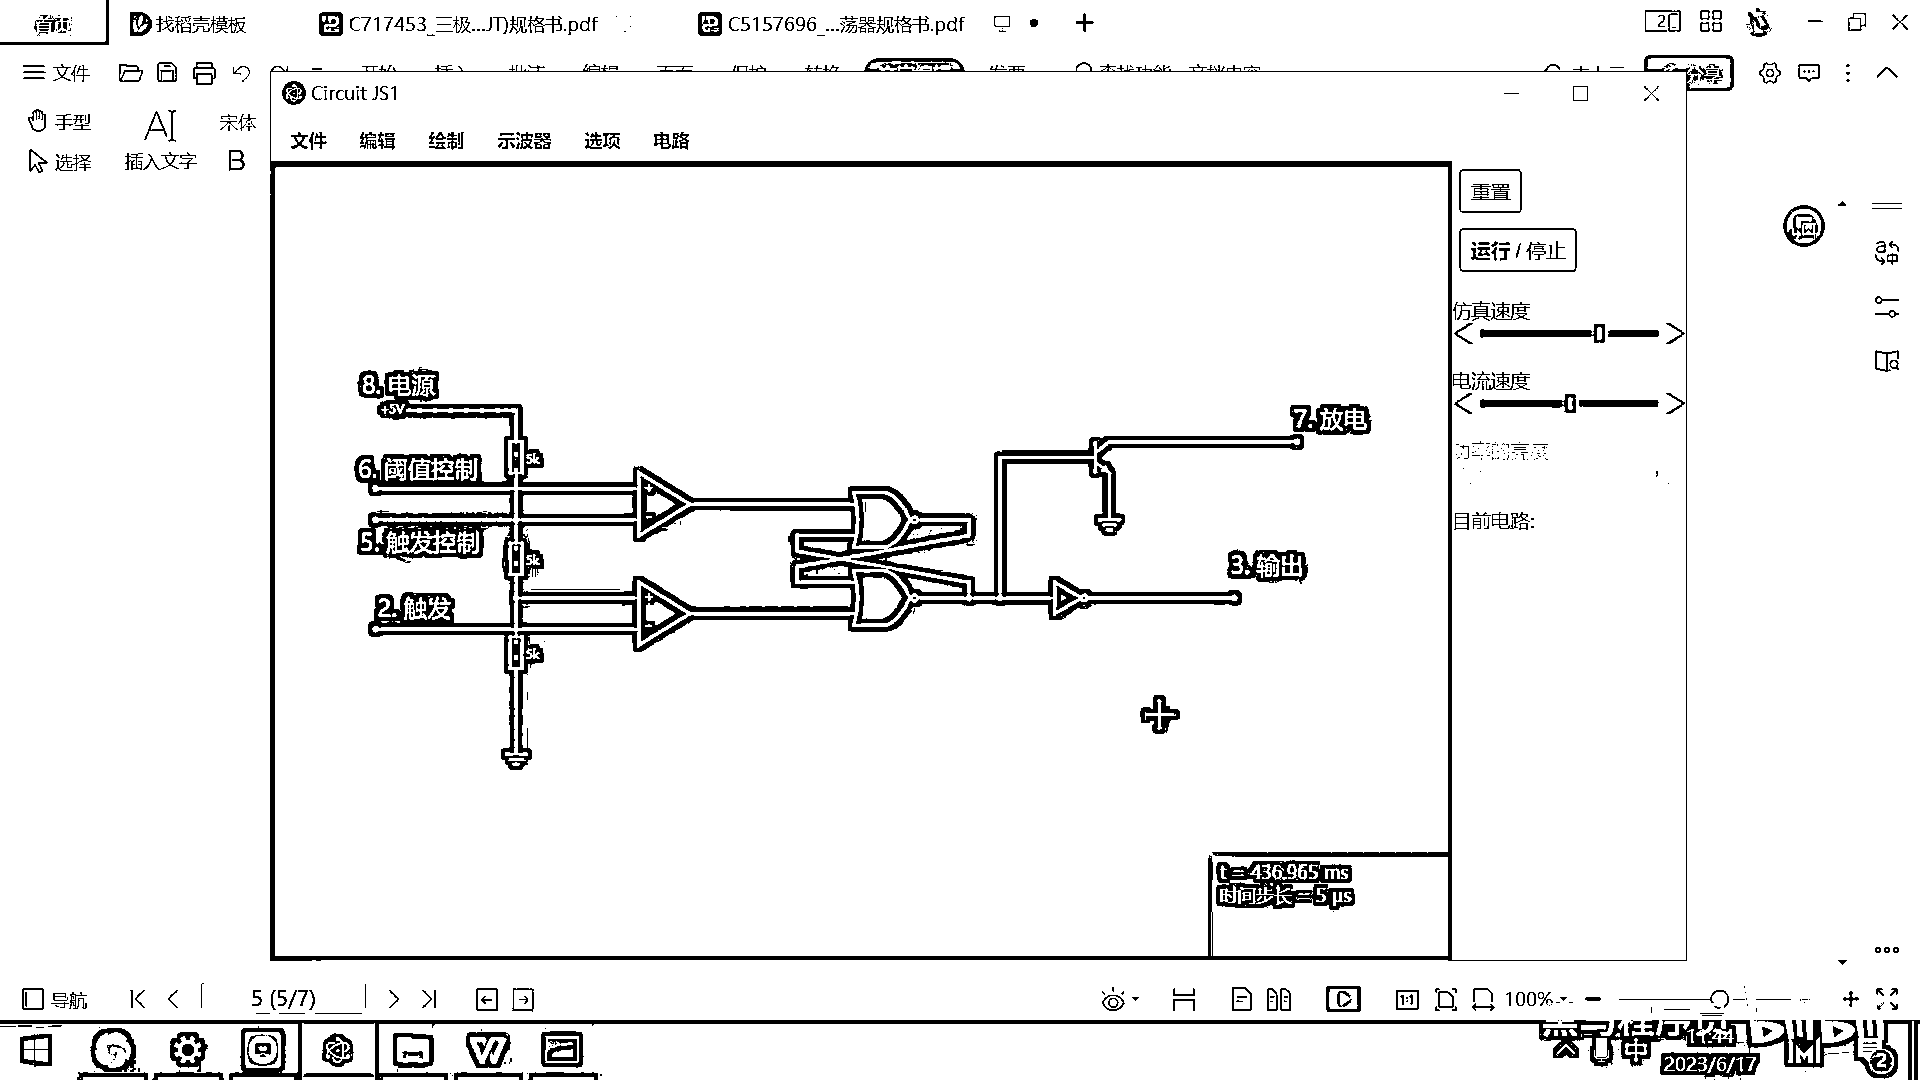 首页 找稻壳模板 C717453_三极...JT)规格书.pdf C5157696_...荡器规格书.pdf
文件
Circuit JS1
手型 插入文字 宋体
选择 B
文件 编辑 绘制 示波器 选项 电路
重置
运行 / 停止
仿真速度
电流速度
目前电路:
8. 电源
+5V
5k
6. 阈值控制
5. 触发控制
5k
2. 触发
5k
7. 放电
3. 输出
t = 436.965 ms
时间步长 = 5 µs
导航 5 (5/7) 1:1 100%
中 14:44
2023/6/17
2